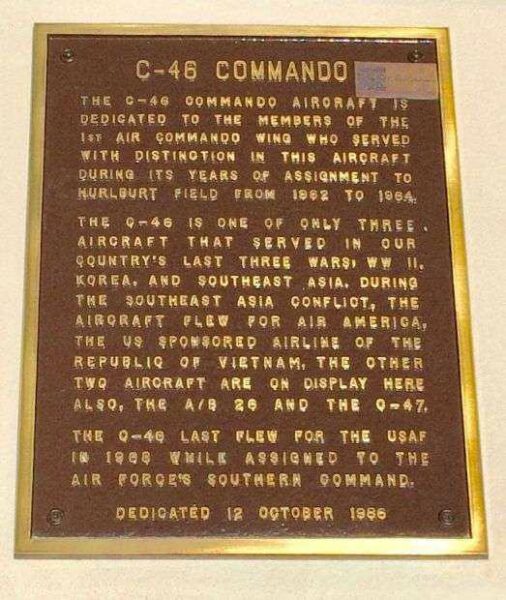 C-46 COMMANDO
THE C-46 COMMANDO AIRCRAFT IS
DEDICATED TO THE MEMBERS OF THE
1ST AIR COMMANDO WING WHO SERVED
WITH DISTINCTION IN THIS AIRCRAFT
DURING ITS YEARS OF ASSIGNMENT TO
HURLBURT FIELD FROM 1962 TO 1964.
THE C-46 IS ONE OF ONLY THREE
AIRCRAFT THAT SERVED IN OUR
COUNTRY'S LAST THREE WARS, WW II,
KOREA, AND SOUTHEAST ASIA. DURING
THE SOUTHEAST ASIA CONFLICT, THE
AIRCRAFT FLEW FOR AIR AMERICA,
THE US SPONSORED AIRLINE OF THE
REPUBLIC OF VIETNAM. THE OTHER
TWO AIRCRAFT ARE ON DISPLAY HERE
ALSO, THE A/B 26 AND THE C-47.
THE C-46 LAST FLEW FOR THE USAF
IN 1968 WHILE ASSIGNED TO THE
AIR FORCE'S SOUTHERN COMMAND.
DEDICATED 12 OCTOBER 1986